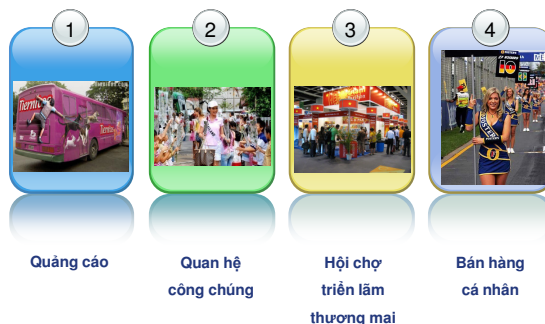 1
2
3
4
Quảng cáo
Quan hệ
công chúng
Hội chợ
triển lãm
thương mai
Bán hàng
cá nhân